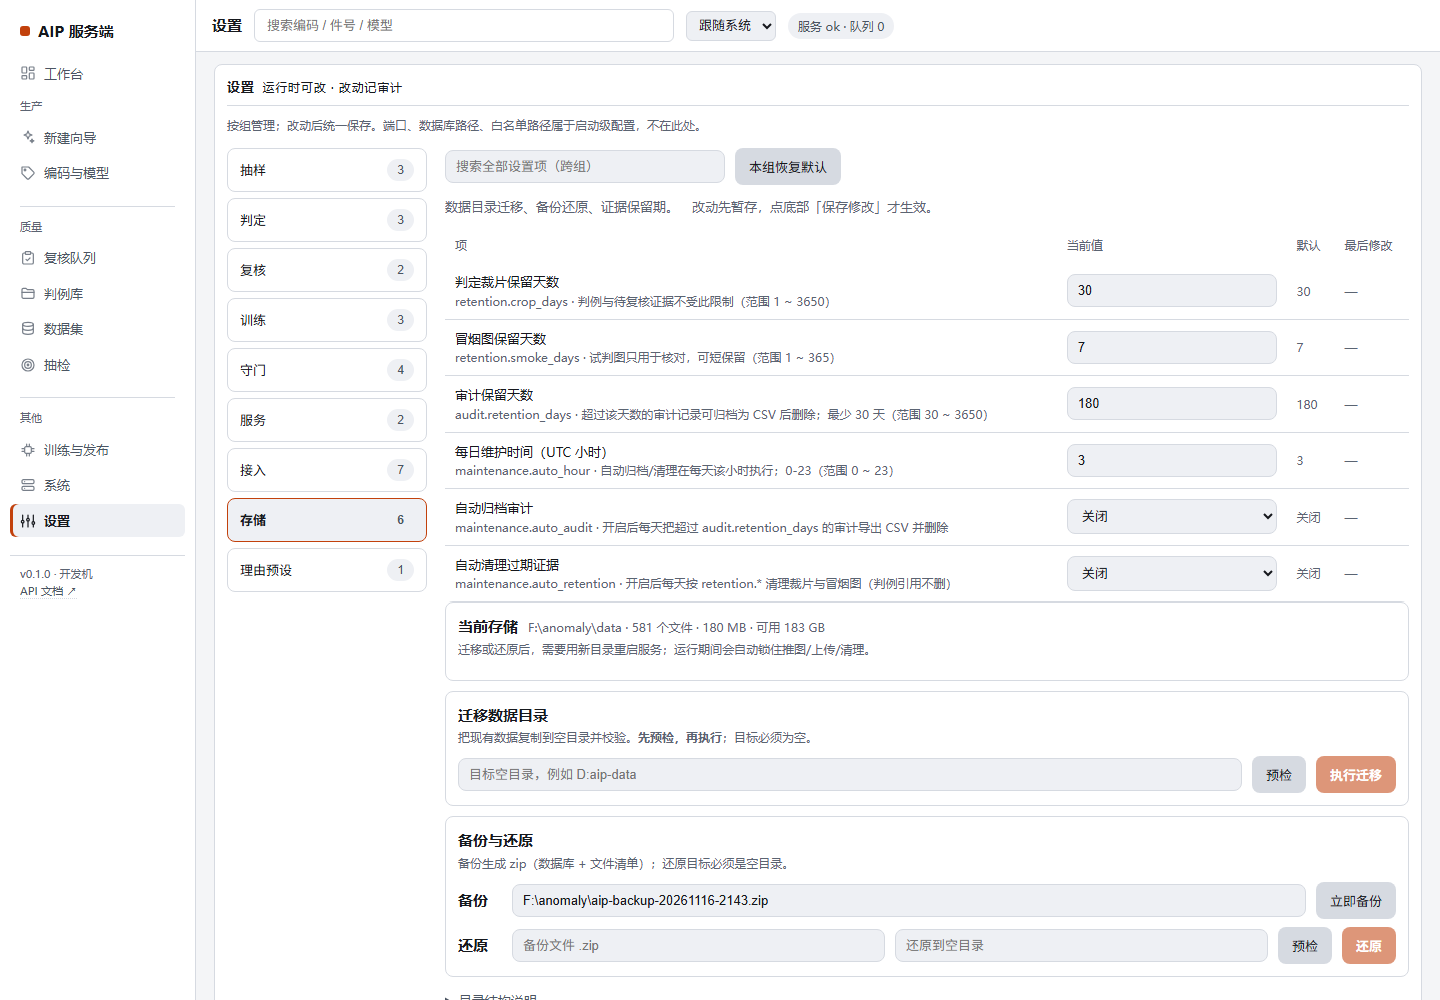 AIP 服务端
工作台
生产
新建向导
编码与模型
质量
复核队列
判例库
数据集
抽检
其他
训练与发布
系统
设置
v0.1.0 · 开发机
API 文档 ↗
设置
搜索编码 / 件号 / 模型
跟随系统
服务 ok · 队列 0
设置 运行时可改 · 改动记审计
按组管理；改动后统一保存。端口、数据库路径、白名单路径属于启动级配置，不在此处。
抽样 3
判定 3
复核 2
训练 3
守门 4
服务 2
接入 7
存储 6
理由预设 1
搜索全部设置项（跨组）
本组恢复默认
数据目录迁移、备份还原、证据保留期。 改动先暂存，点底部「保存修改」才生效。
项 当前值 默认 最后修改
判定裁片保留天数
retention.crop_days · 判例与待复核证据不受此限制（范围 1 ~ 3650）
30 30 —
冒烟图保留天数
retention.smoke_days · 试判图只用于核对，可短保留（范围 1 ~ 365）
7 7 —
审计保留天数
audit.retention_days · 超过该天数的审计记录可归档为 CSV 后删除；最少 30 天（范围 30 ~ 3650）
180 180 —
每日维护时间（UTC 小时）
maintenance.auto_hour · 自动归档/清理在每天该小时执行；0-23（范围 0 ~ 23）
3 3 —
自动归档审计
maintenance.auto_audit · 开启后每天把超过 audit.retention_days 的审计导出 CSV 并删除
关闭 关闭 —
自动清理过期证据
maintenance.auto_retention · 开启后每天按 retention.* 清理裁片与冒烟图（判例引用不删）
关闭 关闭 —
当前存储 F:\anomaly\data · 581 个文件 · 180 MB · 可用 183 GB
迁移或还原后，需要用新目录重启服务；运行期间会自动锁住推图/上传/清理。
迁移数据目录
把现有数据复制到空目录并校验。先预检，再执行；目标必须为空。
目标空目录，例如 D:aip-data
预检
执行迁移
备份与还原
备份生成 zip（数据库 + 文件清单）；还原目标必须是空目录。
备份 F:\anomaly\aip-backup-20261116-2143.zip 立即备份
还原 备份文件 .zip 还原到空目录 预检 还原
▶ 目录结构说明